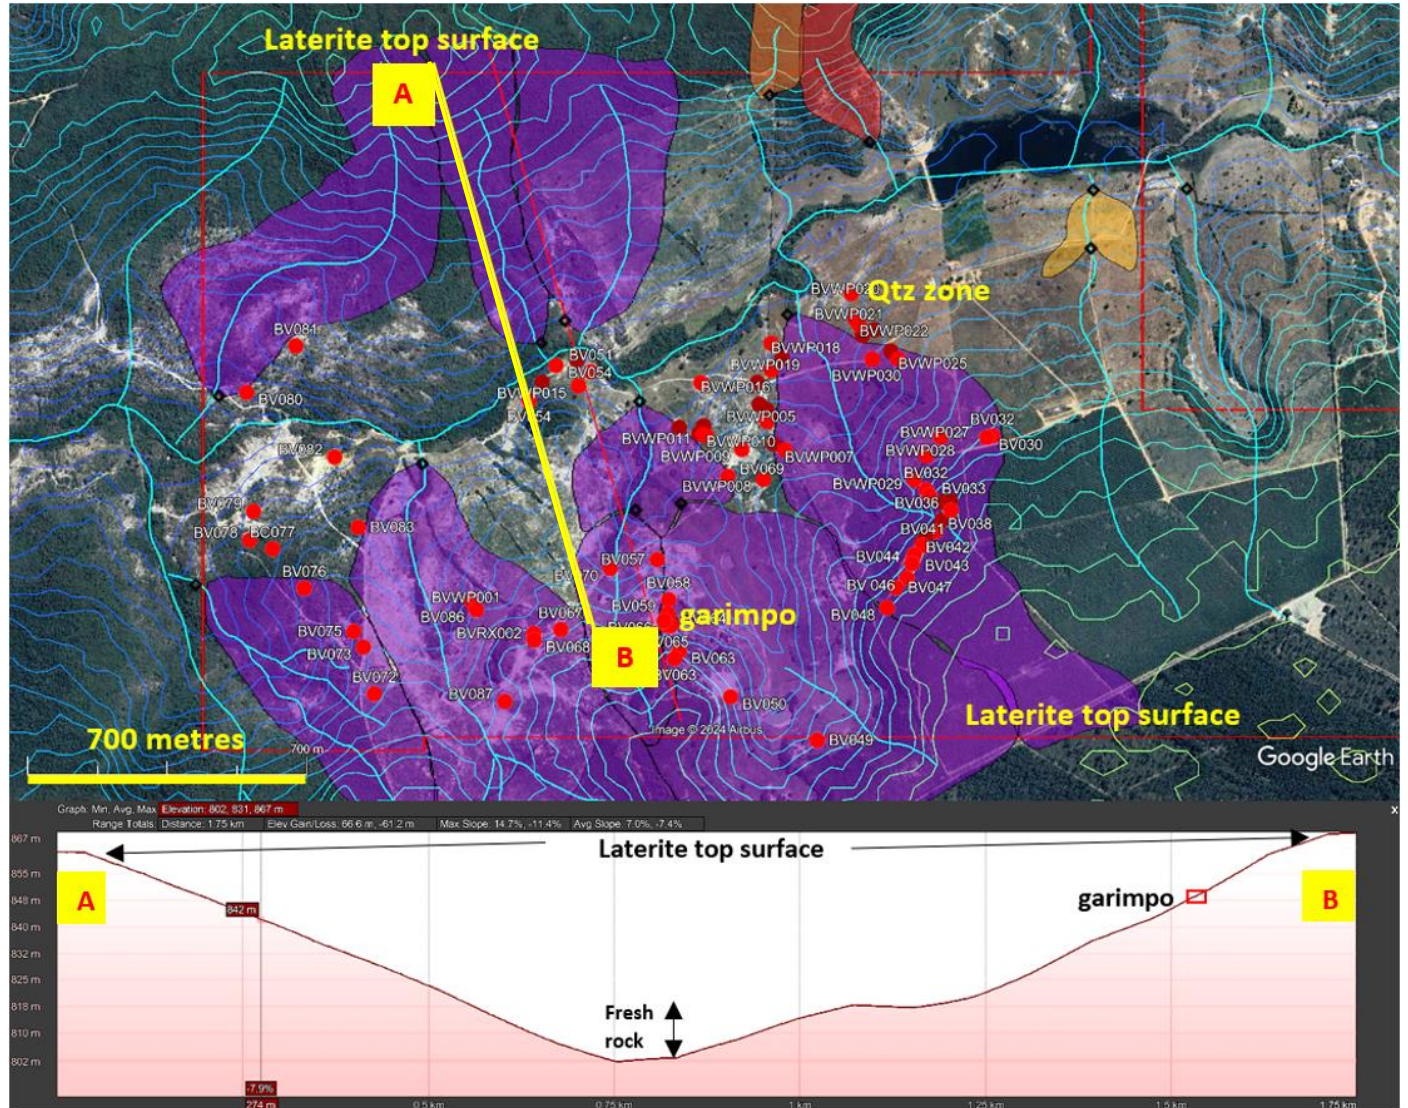 Laterite top surface
A
Qtz zone
BVWP021
BVWP022
BV081
BV051
BVWP018
BV054
BVWP019
BVWP025
BVWP030
BVWP015
BVWP016
BV080
BVWP005
BV032
BVWP011
BVWP010
BVWP027
BV030
BV082
BVWP009
BVWP007
BVWP028
BV069
BV032
BVWP008
BVWP029
BV033
BV079
BV036
BV078
BC077
BV083
BV038
BV041
BV042
BV057
BV044
BV043
BV076
BV058
BV 046
BV047
BVWP001
BV059
BV086
BV067
garimpo
BV048
BV075
BVRX002
BV068
B
BV073
BV063
BV063
BV072
BV087
BV050
Laterite top surface
700 metres
700 m
Image © 2024 Airbus
BV049
Google Earth
Graph: Min, Avg, Max Elevation: 802, 831, 867 m
x
Range Totals: Distance: 1.75 km Elev Gain/Loss: 66.6 m, -61.2 m Max Slope: 14.7%, -11.4% Avg Slope: 7.0%, -7.4%
867 m
Laterite top surface
855 m
A
garimpo
B
848 m
842 m
840 m
832 m
825 m
818 m
Fresh
rock
810 m
802 m
-7.9%
274 m
0.5 km
0.75 km
1 km
1.25 km
1.5 km
1.75 km